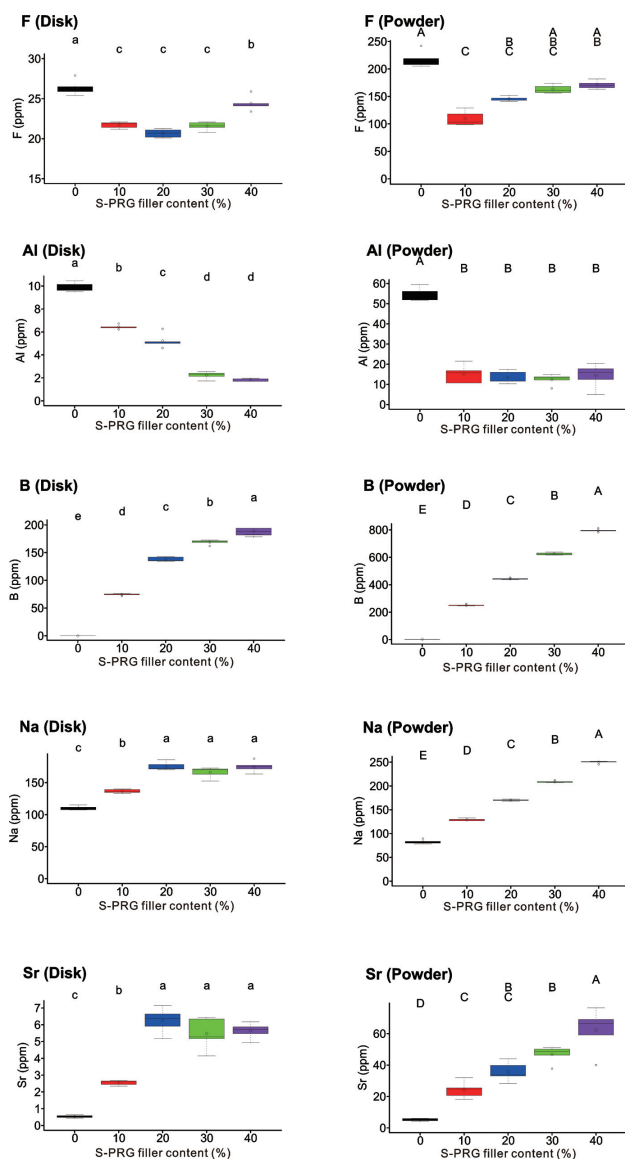 F (Disk)
a c c c b
30
25
20
15
F (ppm)
0 10 20 30 40
S-PRG filler content (%)
F (Powder)
A B A A
C C B B B
C C
250
200
150
100
50
0
F (ppm)
0 10 20 30 40
S-PRG filler content (%)
Al (Disk)
a b c d d
10
8
6
4
2
0
Al (ppm)
0 10 20 30 40
S-PRG filler content (%)
Al (Powder)
A B B B B
60
50
40
30
20
10
0
Al (ppm)
0 10 20 30 40
S-PRG filler content (%)
B (Disk)
e d c b a
200
150
100
50
0
B (ppm)
0 10 20 30 40
S-PRG filler content (%)
B (Powder)
E D C B A
800
600
400
200
0
B (ppm)
0 10 20 30 40
S-PRG filler content (%)
Na (Disk)
c b a a a
150
100
50
0
Na (ppm)
0 10 20 30 40
S-PRG filler content (%)
Na (Powder)
E D C B A
250
200
150
100
50
0
Na (ppm)
0 10 20 30 40
S-PRG filler content (%)
Sr (Disk)
c b a a a
7
6
5
4
3
2
1
0
Sr (ppm)
0 10 20 30 40
S-PRG filler content (%)
Sr (Powder)
D C B B A
C
60
40
20
0
Sr (ppm)
0 10 20 30 40
S-PRG filler content (%)